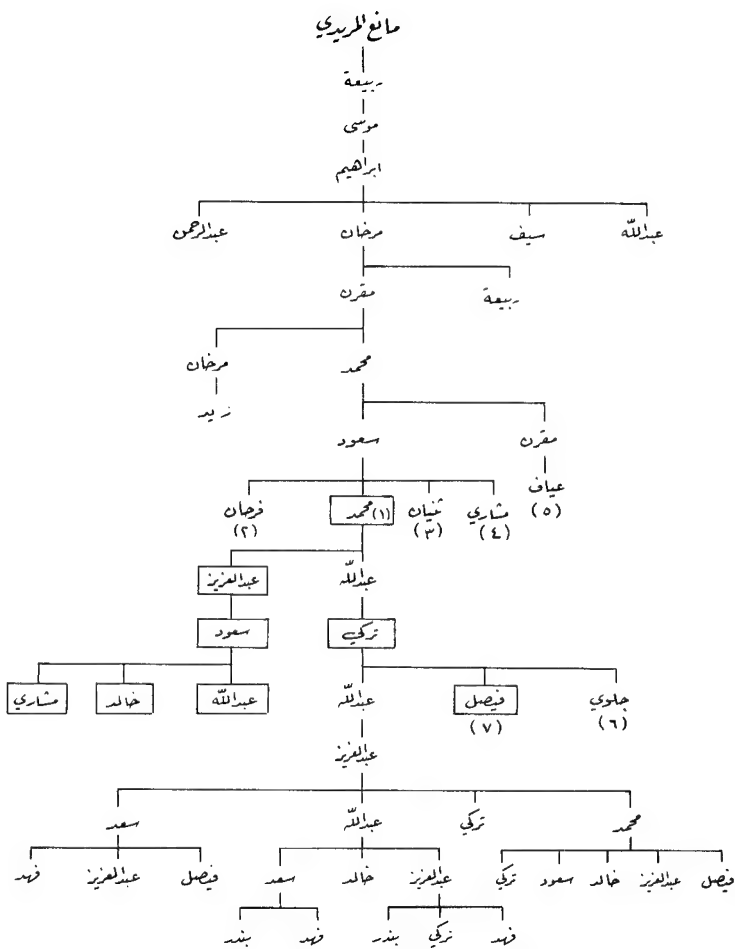 مانع المريدي
ربيعة
موسى
ابراهيم
عبدالله سيف مرخان عبدالرحمن
ربيعة مقرن
محمد مرخان
زيد
مقرن سعود
عياف (٥) مشاري (٤) ثنيان (٣) محمد (١) فرحان (٢)
عبدالله عبدالعزيز
تركي سعود
جلوي (٦) فيصل (٧) عبدالله عبدالله خالد مشاري
عبدالعزيز
محمد تركي عبدالله سعد
فيصل عبدالعزيز خالد سعود تركي عبدالعزيز خالد سعد فيصل عبدالعزيز فهد
فهد تركي بندر فهد بندر